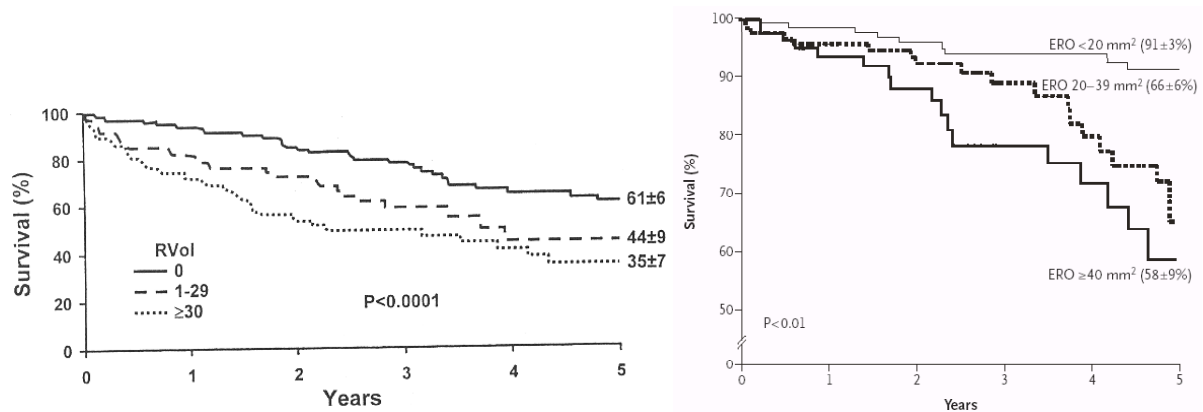 100
80
60
40
20
0
Survival (%)
RVol
0
1-29
≥30
P<0.0001
61±6
44±9
35±7
0 1 2 3 4 5
Years
100
90
80
70
60
50
0
Survival (%)
ERO <20 mm² (91±3%)
ERO 20–39 mm² (66±6%)
ERO ≥40 mm² (58±9%)
P<0.01
0 1 2 3 4 5
Years